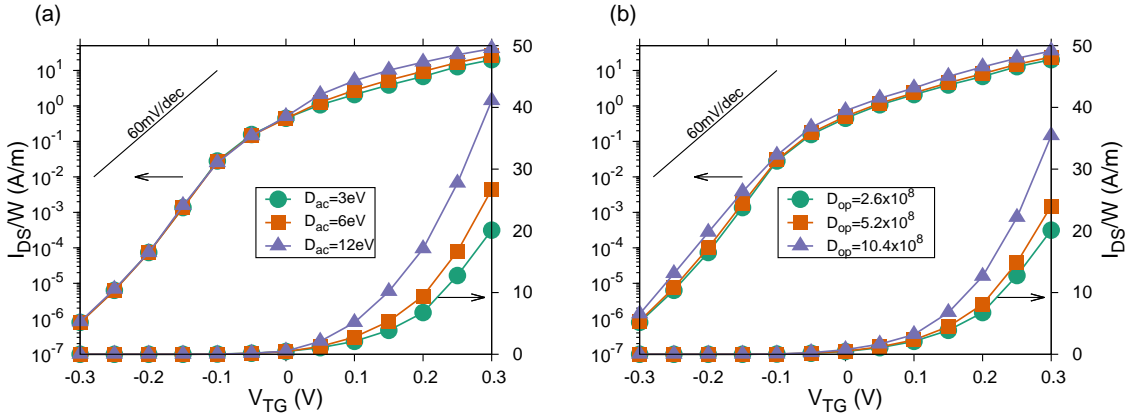 (a)
I_DS/W (A/m)
10^1
10^0
10^-1
10^-2
10^-3
10^-4
10^-5
10^-6
10^-7
60mV/dec
D_ac=3eV
D_ac=6eV
D_ac=12eV
50
40
30
20
10
0
-0.3 -0.2 -0.1 0 0.1 0.2 0.3
V_TG (V)
(b)
10^1
10^0
10^-1
10^-2
10^-3
10^-4
10^-5
10^-6
10^-7
60mV/dec
D_op=2.6x10^8
D_op=5.2x10^8
D_op=10.4x10^8
50
40
30
20
10
0
I_DS/W (A/m)
-0.3 -0.2 -0.1 0 0.1 0.2 0.3
V_TG (V)